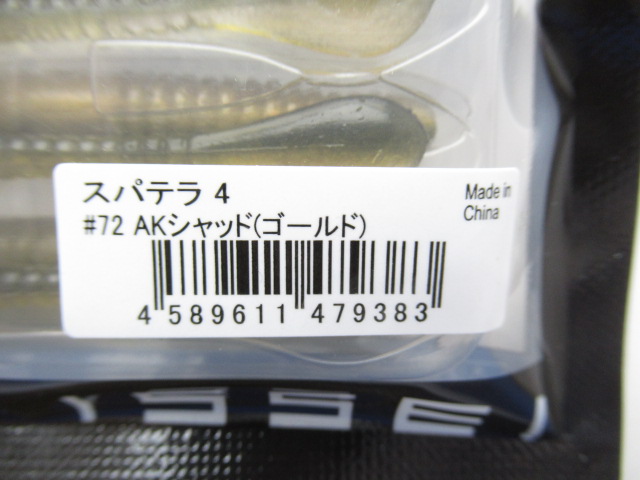 スパテラ 4
#72 AKシャッド(ゴールド)
Made in
China
4 589611 479383